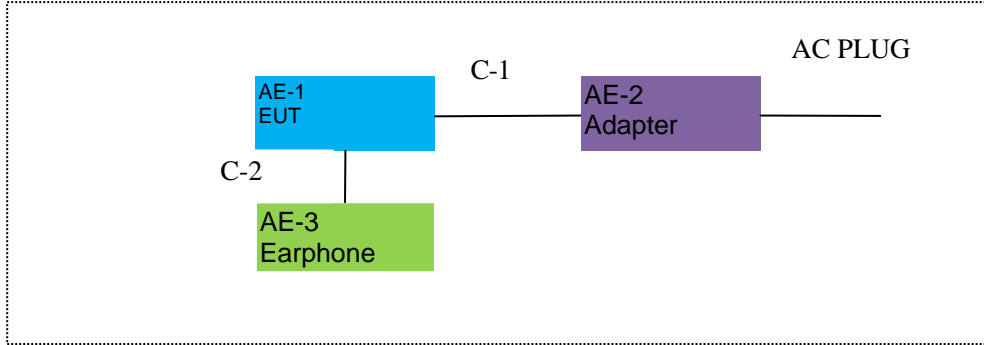 AC PLUG
C-1
AE-1
EUT
AE-2
Adapter
C-2
AE-3
Earphone